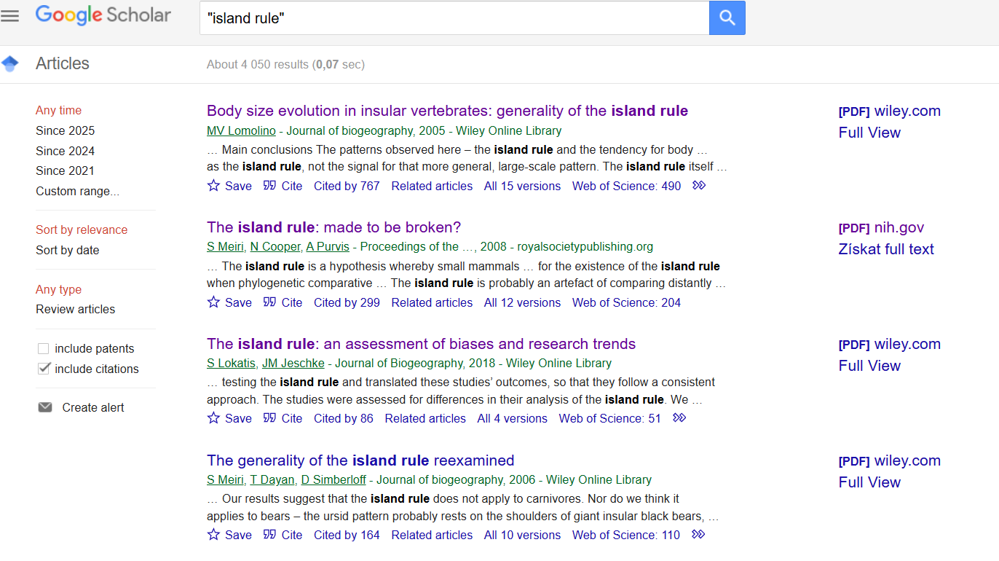 Google Scholar
"island rule"
Articles
About 4 050 results (0,07 sec)
Any time
Since 2025
Since 2024
Since 2021
Custom range...
Sort by relevance
Sort by date
Any type
Review articles
include patents
include citations
Create alert
Body size evolution in insular vertebrates: generality of the island rule
MV Lomolino - Journal of biogeography, 2005 - Wiley Online Library
… Main conclusions The patterns observed here – the island rule and the tendency for body …
as the island rule, not the signal for that more general, large-scale pattern. The island rule itself …
Save Cite Cited by 767 Related articles All 15 versions Web of Science: 490
[PDF] wiley.com
Full View
The island rule: made to be broken?
S Meiri, N Cooper, A Purvis - Proceedings of the …, 2008 - royalsocietypublishing.org
… The island rule is a hypothesis whereby small mammals … for the existence of the island rule
when phylogenetic comparative … The island rule is probably an artefact of comparing distantly …
Save Cite Cited by 299 Related articles All 12 versions Web of Science: 204
[PDF] nih.gov
Získat full text
The island rule: an assessment of biases and research trends
S Lokatis, JM Jeschke - Journal of Biogeography, 2018 - Wiley Online Library
… testing the island rule and translated these studies’ outcomes, so that they follow a consistent
approach. The studies were assessed for differences in their analysis of the island rule. We …
Save Cite Cited by 86 Related articles All 4 versions Web of Science: 51
[PDF] wiley.com
Full View
The generality of the island rule reexamined
S Meiri, T Dayan, D Simberloff - Journal of biogeography, 2006 - Wiley Online Library
… Our results suggest that the island rule does not apply to carnivores. Nor do we think it
applies to bears – the ursid pattern probably rests on the shoulders of giant insular black bears, …
Save Cite Cited by 164 Related articles All 10 versions Web of Science: 110
[PDF] wiley.com
Full View